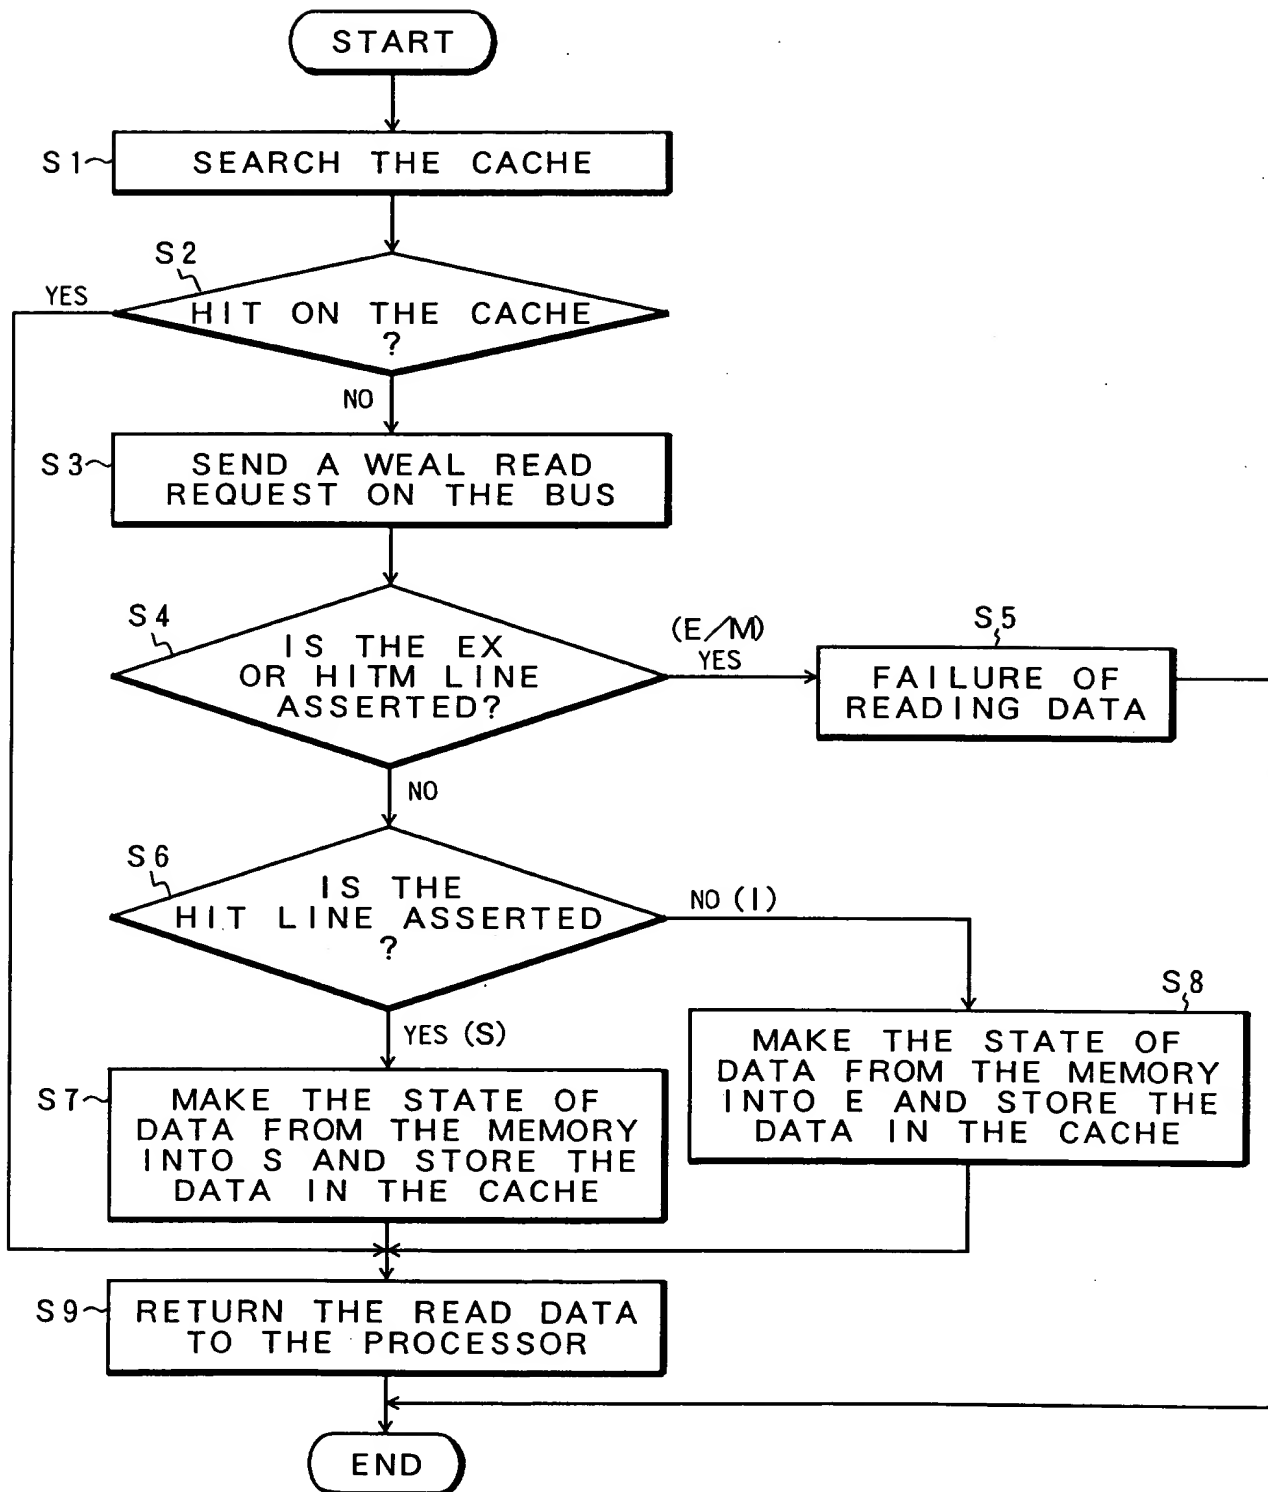 START
S1
SEARCH THE CACHE
S2
YES
HIT ON THE CACHE
?
NO
S3
SEND A WEAL READ
REQUEST ON THE BUS
S4
IS THE EX
OR HITM LINE
ASSERTED?
(E/M)
YES
S5
FAILURE OF
READING DATA
NO
S6
IS THE
HIT LINE ASSERTED
?
NO (I)
YES (S)
S7
MAKE THE STATE OF
DATA FROM THE MEMORY
INTO S AND STORE THE
DATA IN THE CACHE
S8
MAKE THE STATE OF
DATA FROM THE MEMORY
INTO E AND STORE THE
DATA IN THE CACHE
S9
RETURN THE READ DATA
TO THE PROCESSOR
END